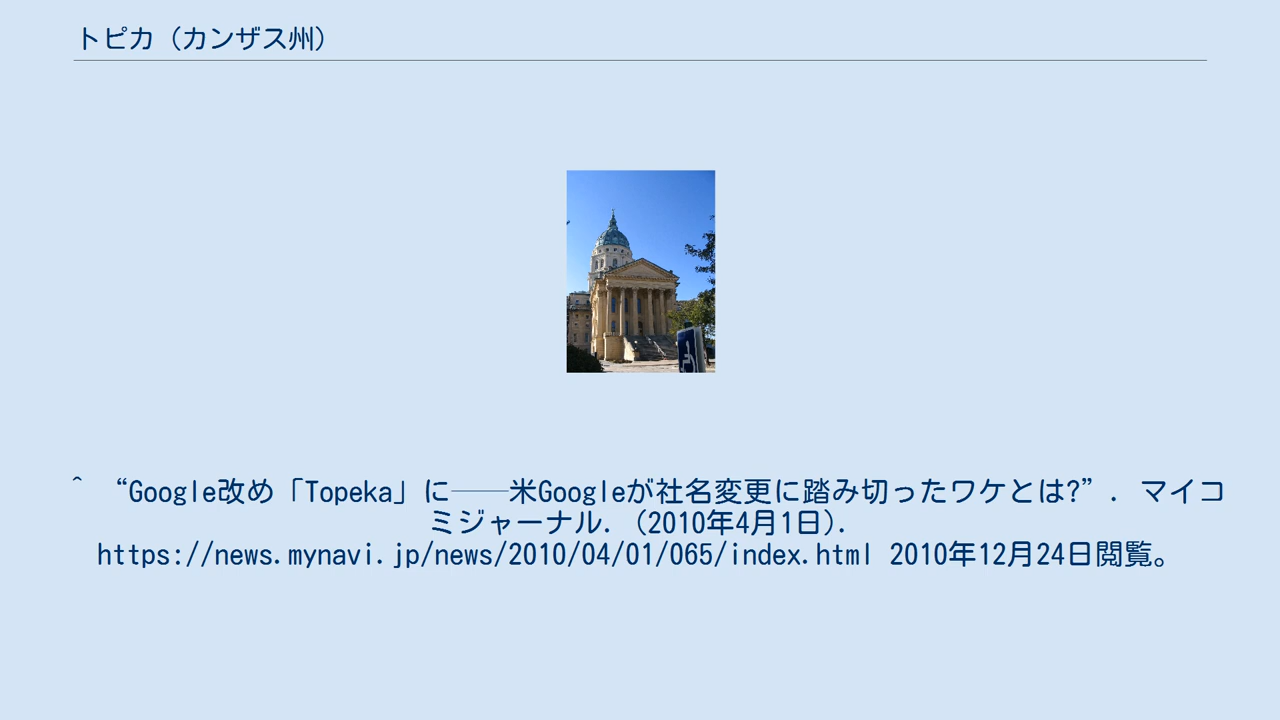 トピカ（カンザス州）
^ “Google改め「Topeka」に――米Googleが社名変更に踏み切ったワケとは?”. マイコ
ミジャーナル. (2010年4月1日).
https://news.mynavi.jp/news/2010/04/01/065/index.html 2010年12月24日閲覧。